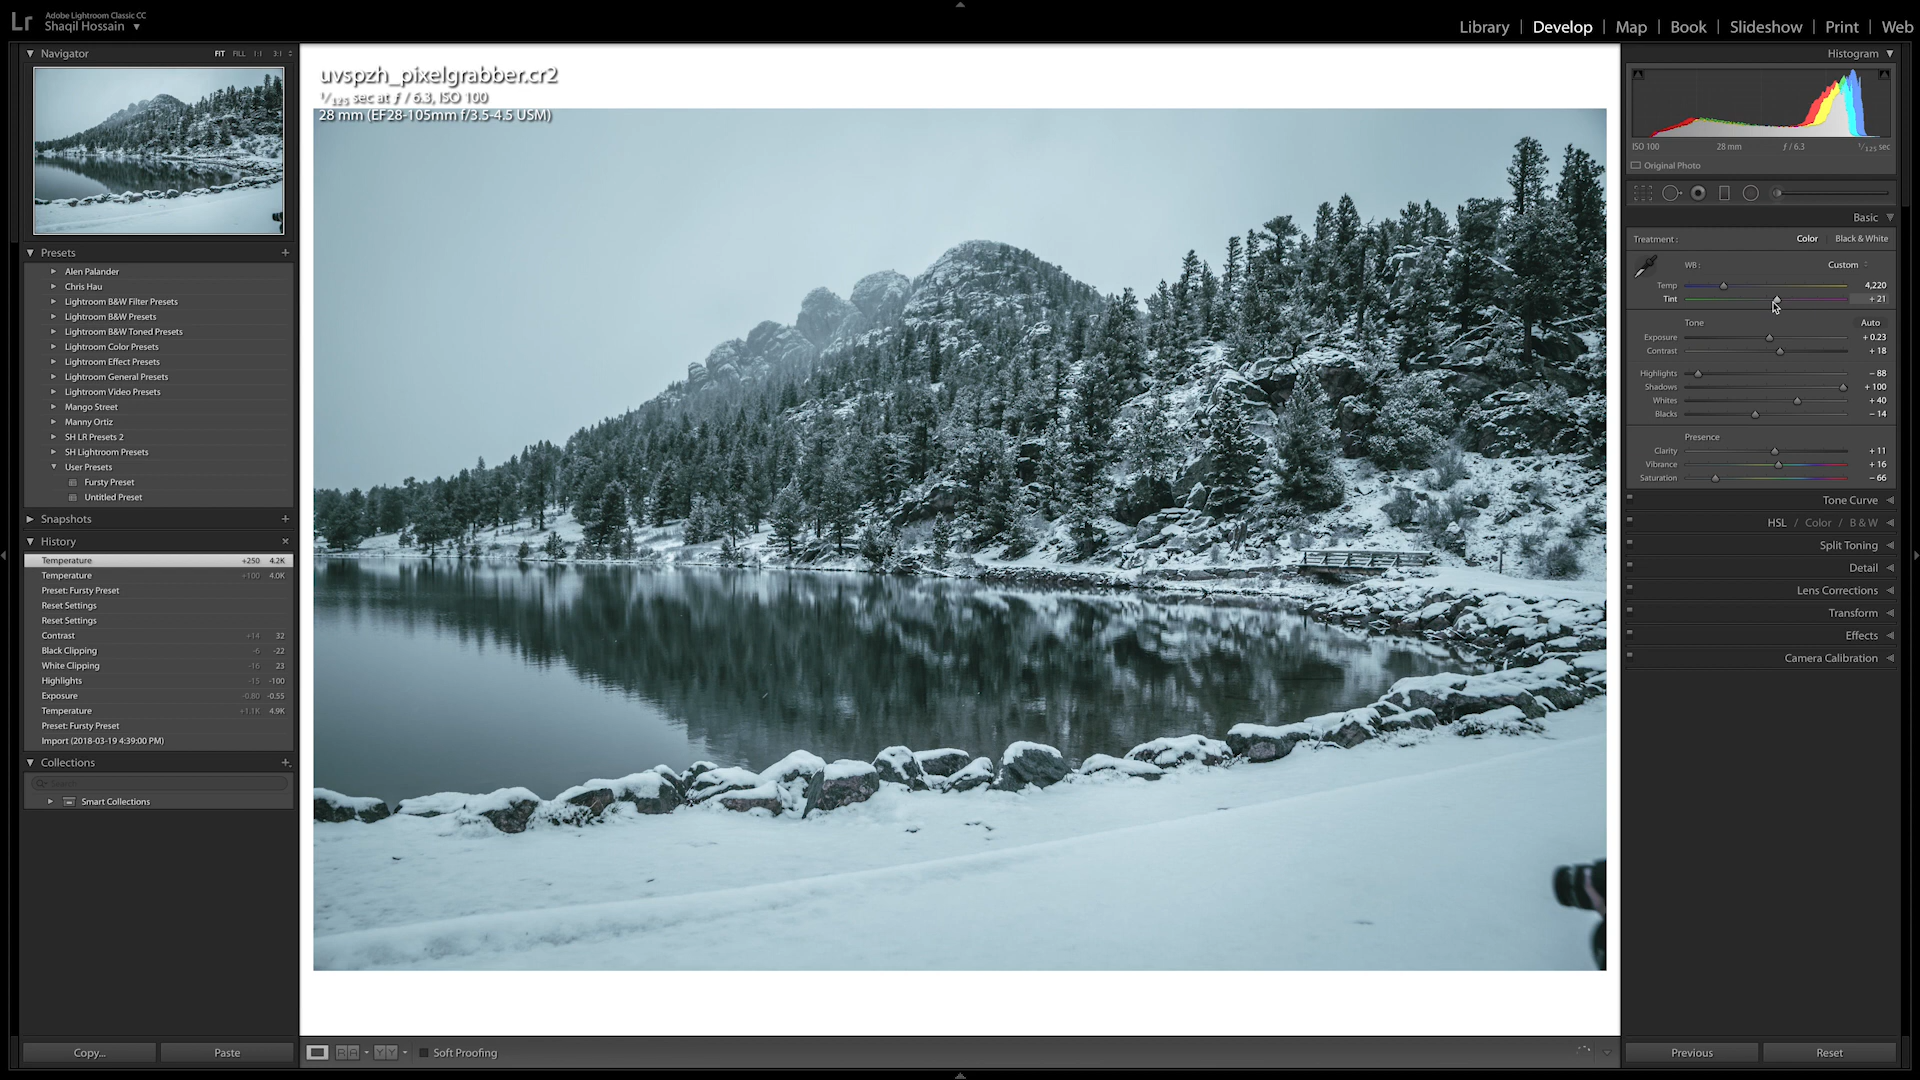 Lr
Adobe Lightroom Classic CC
Shaqil Hossain
Library | Develop | Map | Book | Slideshow | Print | Web
Navigator FIT FILL 1:1 3:1
Presets +
Alen Palander
Chris Hau
Lightroom B&W Filter Presets
Lightroom B&W Presets
Lightroom B&W Toned Presets
Lightroom Color Presets
Lightroom Effect Presets
Lightroom General Presets
Lightroom Video Presets
Mango Street
Manny Ortiz
SH LR Presets 2
SH Lightroom Presets
User Presets
Fursty Preset
Untitled Preset
Snapshots +
History ×
Temperature +250 4.2K
Temperature +100 4.0K
Preset: Fursty Preset
Reset Settings
Reset Settings
Contrast +14 32
Black Clipping -6 -22
White Clipping -16 23
Highlights -15 -100
Exposure -0.80 -0.55
Temperature +1.1K 4.9K
Preset: Fursty Preset
Import (2018-03-19 4:39:00 PM)
Collections +
Smart Collections
Copy... Paste
uvspzh_pixelgrabber.cr2
1/125 sec at ƒ / 6.3, ISO 100
28 mm (EF28-105mm f/3.5-4.5 USM)
Soft Proofing
Histogram
ISO 100 28 mm ƒ / 6.3 1/125 sec
Original Photo
Basic
Treatment : Color Black & White
WB : Custom
Temp 4,220
Tint + 21
Tone Auto
Exposure + 0.23
Contrast + 18
Highlights − 88
Shadows + 100
Whites + 40
Blacks − 14
Presence
Clarity + 11
Vibrance + 16
Saturation − 66
Tone Curve
HSL / Color / B & W
Split Toning
Detail
Lens Corrections
Transform
Effects
Camera Calibration
Previous Reset